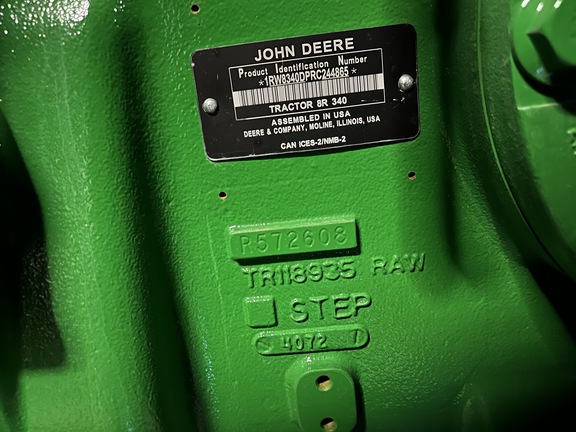 JOHN DEERE
Product Identification Number
*1RW8340DPRC244865*
TRACTOR 8R 340
ASSEMBLED IN USA
DEERE & COMPANY, MOLINE, ILLINOIS, USA
CAN ICES-2/NMB-2
R572608
TR118935 RAW
STEP
4072